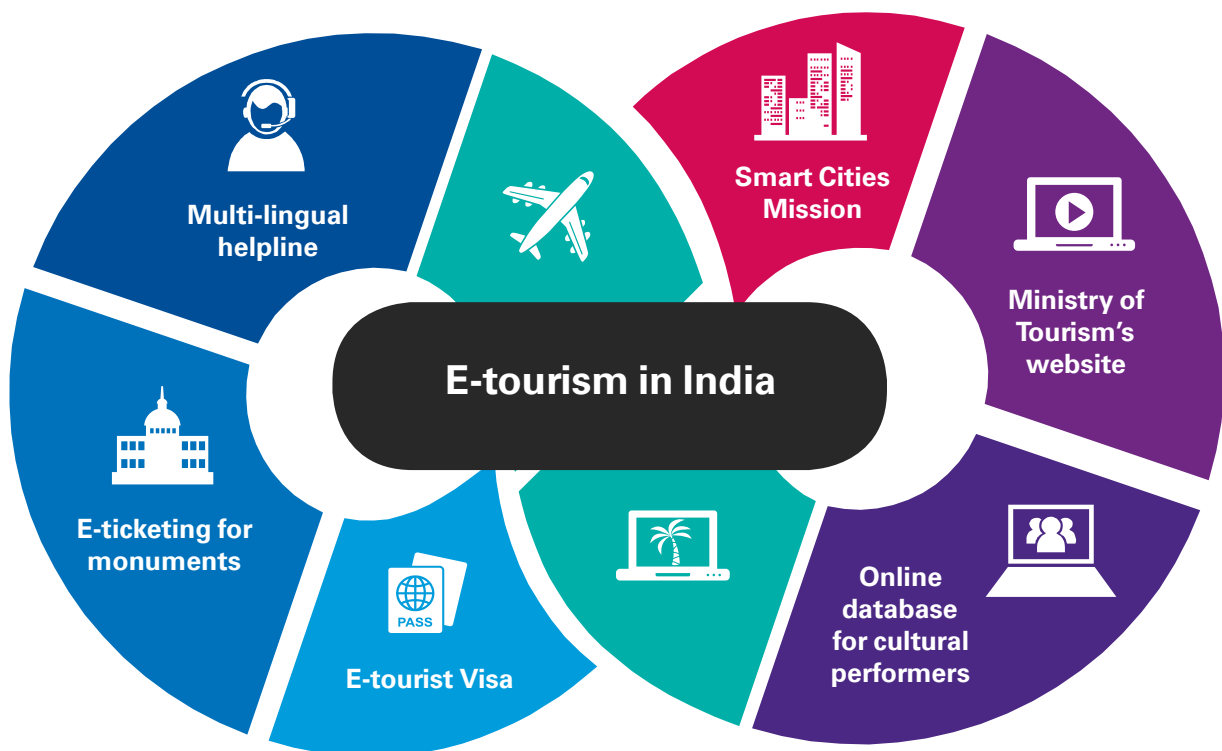 Multi-lingual
helpline
Smart Cities
Mission
Ministry of
Tourism's
website
E-tourism in India
E-ticketing for
monuments
PASS
E-tourist Visa
Online
database
for cultural
performers